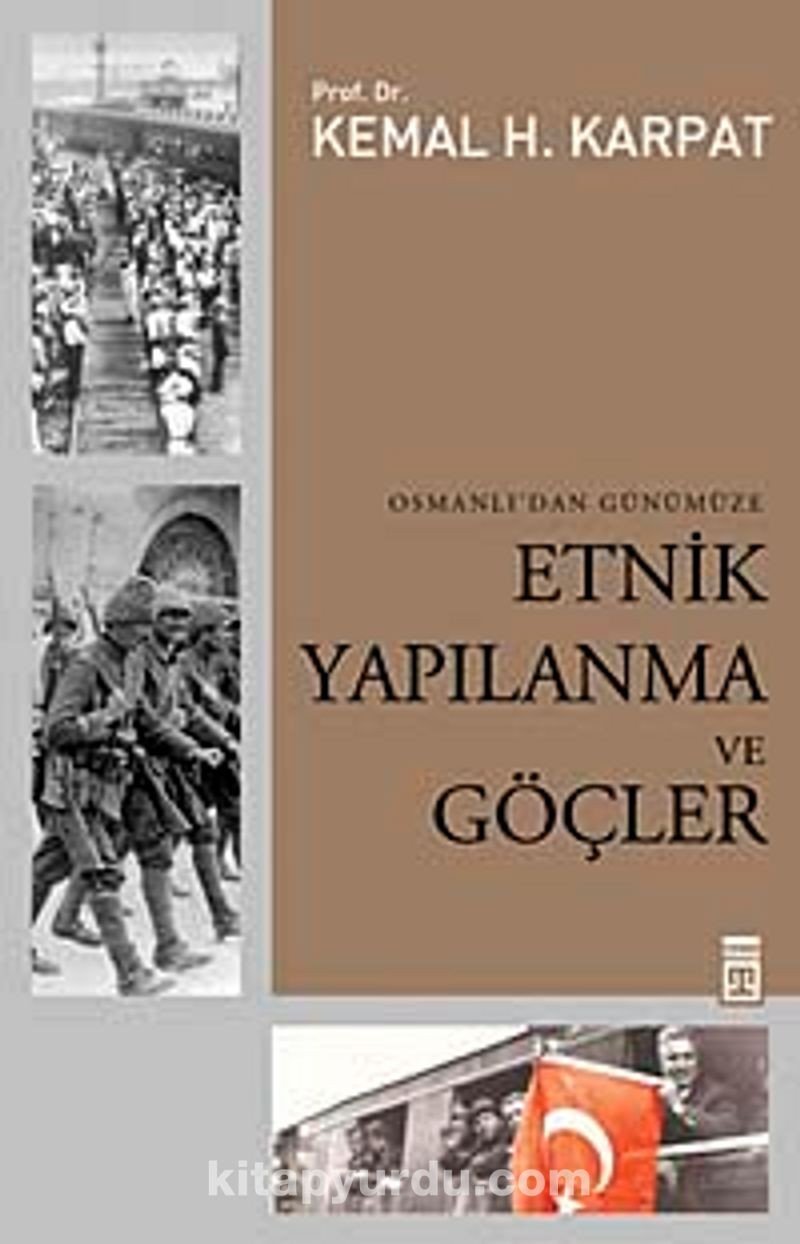 Prof. Dr.
KEMAL H. KARPAT
OSMANLI'DAN GÜNÜMÜZE
ETNİK
YAPILANMA
VE
GÖÇLER
kitapyurdu.com